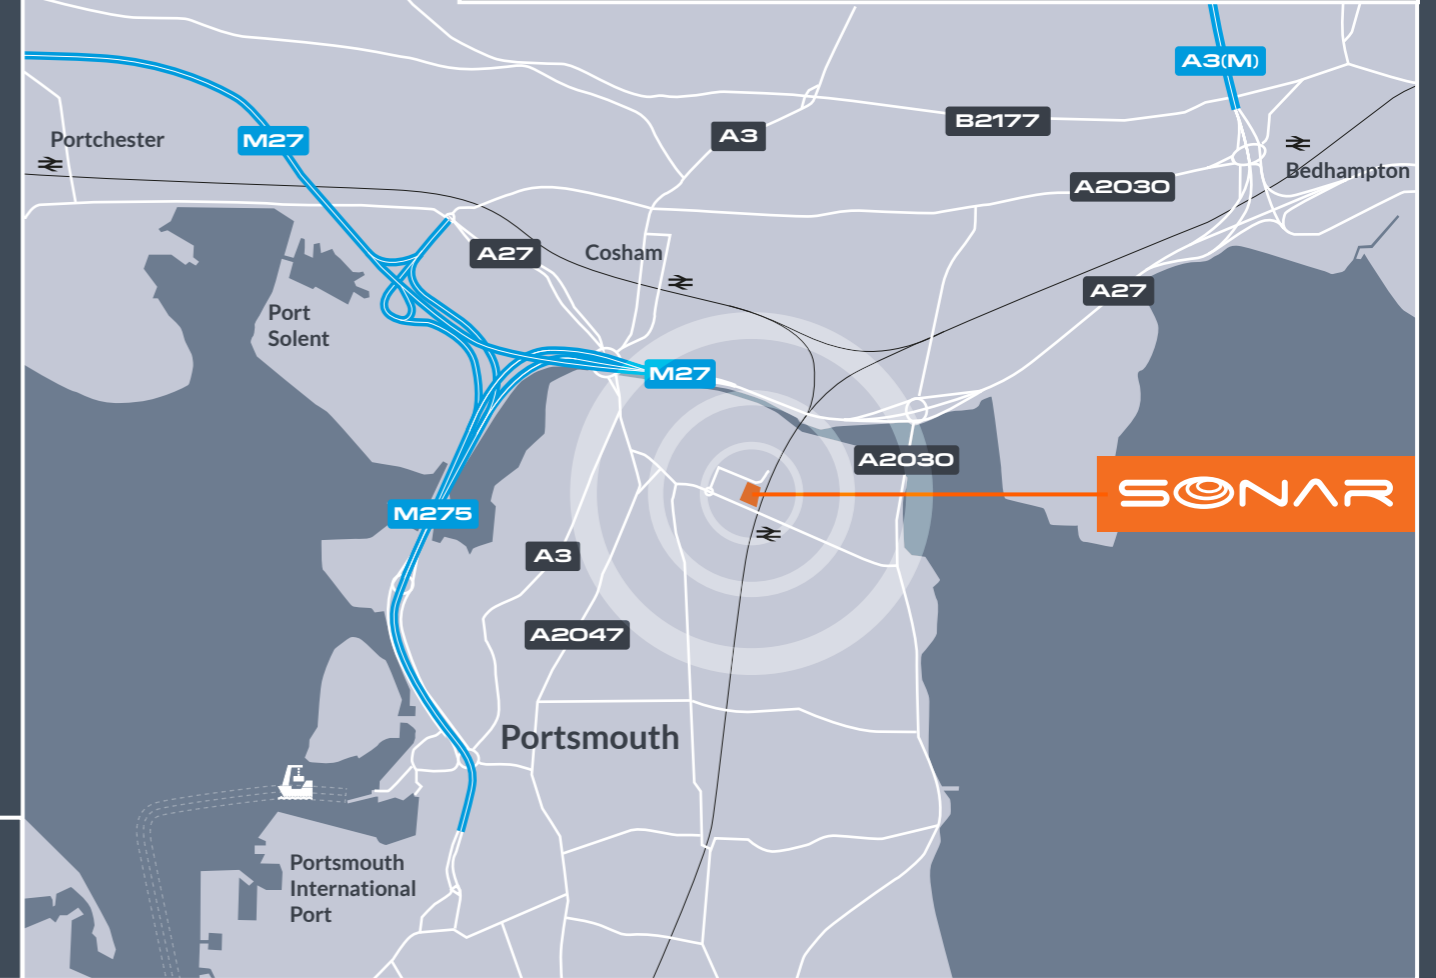 A3(M)
B2177
A3
Portchester
M27
Bedhampton
A2030
A27
Cosham
A27
Port
Solent
M27
A2030
SONAR
M275
A3
A2047
Portsmouth
Portsmouth
International
Port